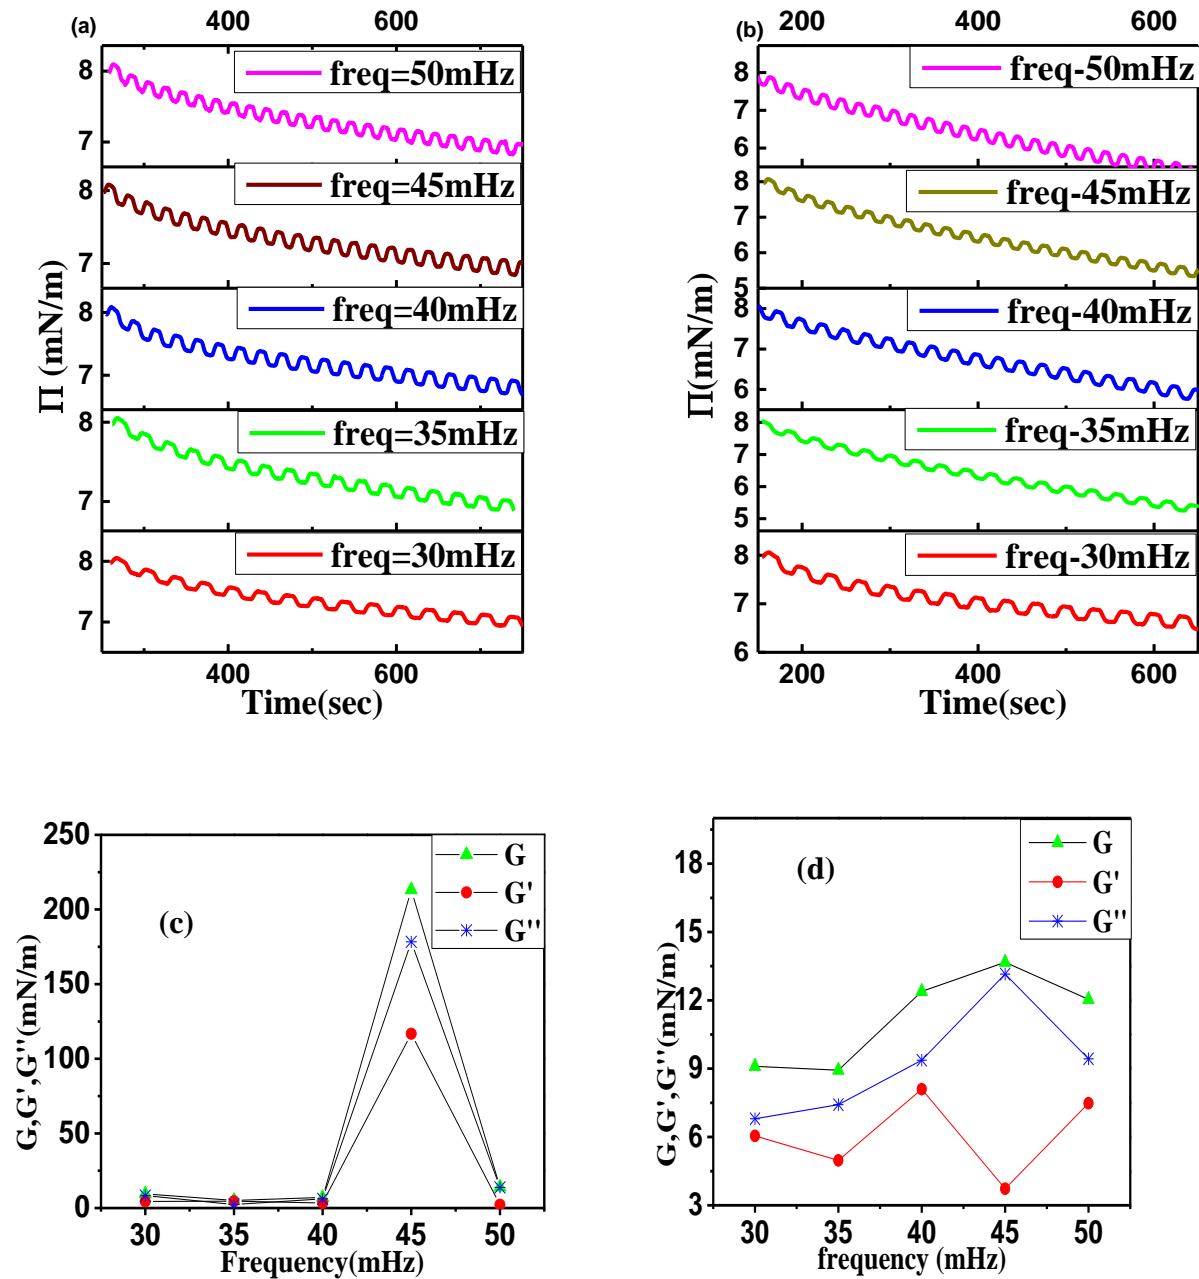 (a)
400 600
8
7
freq=50mHz
8
7
freq=45mHz
8
7
freq=40mHz
8
7
freq=35mHz
8
7
freq=30mHz
400 600
Π (mN/m)
Time(sec)
(b)
200 400 600
8
7
6
freq-50mHz
8
7
6
5
freq-45mHz
8
7
6
freq-40mHz
8
7
6
5
freq-35mHz
8
7
6
freq-30mHz
200 400 600
Π(mN/m)
Time(sec)
(c)
250
200
150
100
50
0
G
G'
G''
30 35 40 45 50
G,G',G''(mN/m)
Frequency(mHz)
(d)
18
15
12
9
6
3
G
G'
G''
30 35 40 45 50
G,G',G''(mN/m)
frequency (mHz)